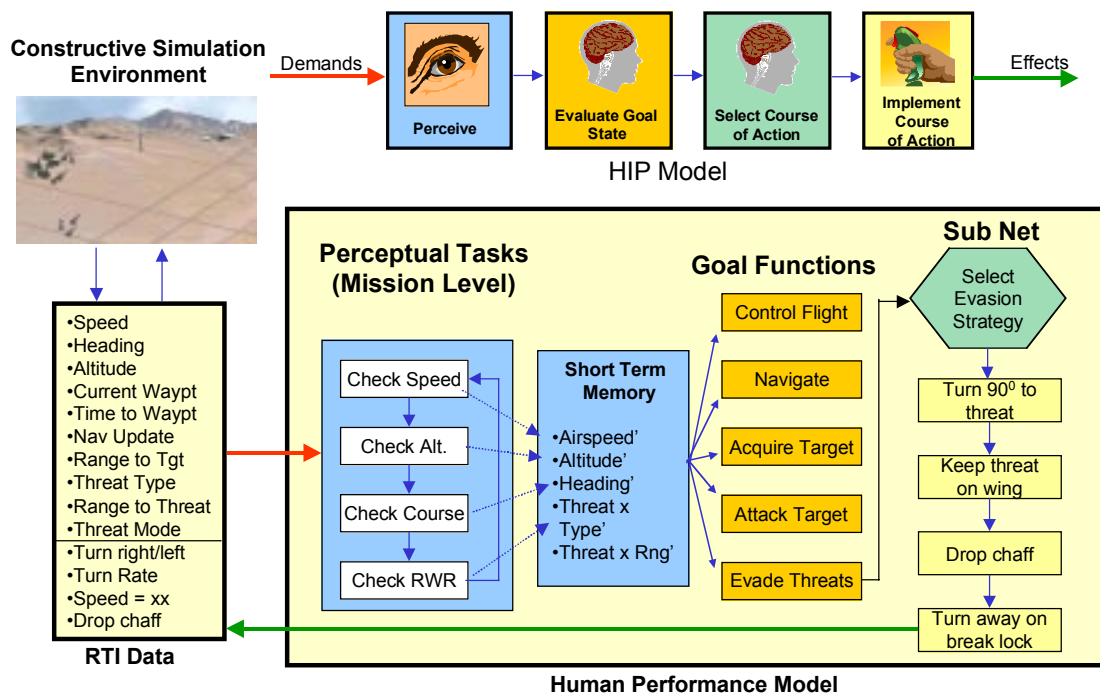 Constructive Simulation
Environment
Demands
Perceive
Evaluate Goal
State
Select Course
of Action
Implement
Course
of Action
Effects
HIP Model
•Speed
•Heading
•Altitude
•Current Waypt
•Time to Waypt
•Nav Update
•Range to Tgt
•Threat Type
•Range to Threat
•Threat Mode
•Turn right/left
•Turn Rate
•Speed = xx
•Drop chaff
RTI Data
Perceptual Tasks
(Mission Level)
Check Speed
Check Alt.
Check Course
Check RWR
Short Term
Memory
•Airspeed’
•Altitude’
•Heading’
•Threat x
Type’
•Threat x Rng’
Goal Functions
Control Flight
Navigate
Acquire Target
Attack Target
Evade Threats
Sub Net
Select
Evasion
Strategy
Turn 90⁰ to
threat
Keep threat
on wing
Drop chaff
Turn away on
break lock
Human Performance Model